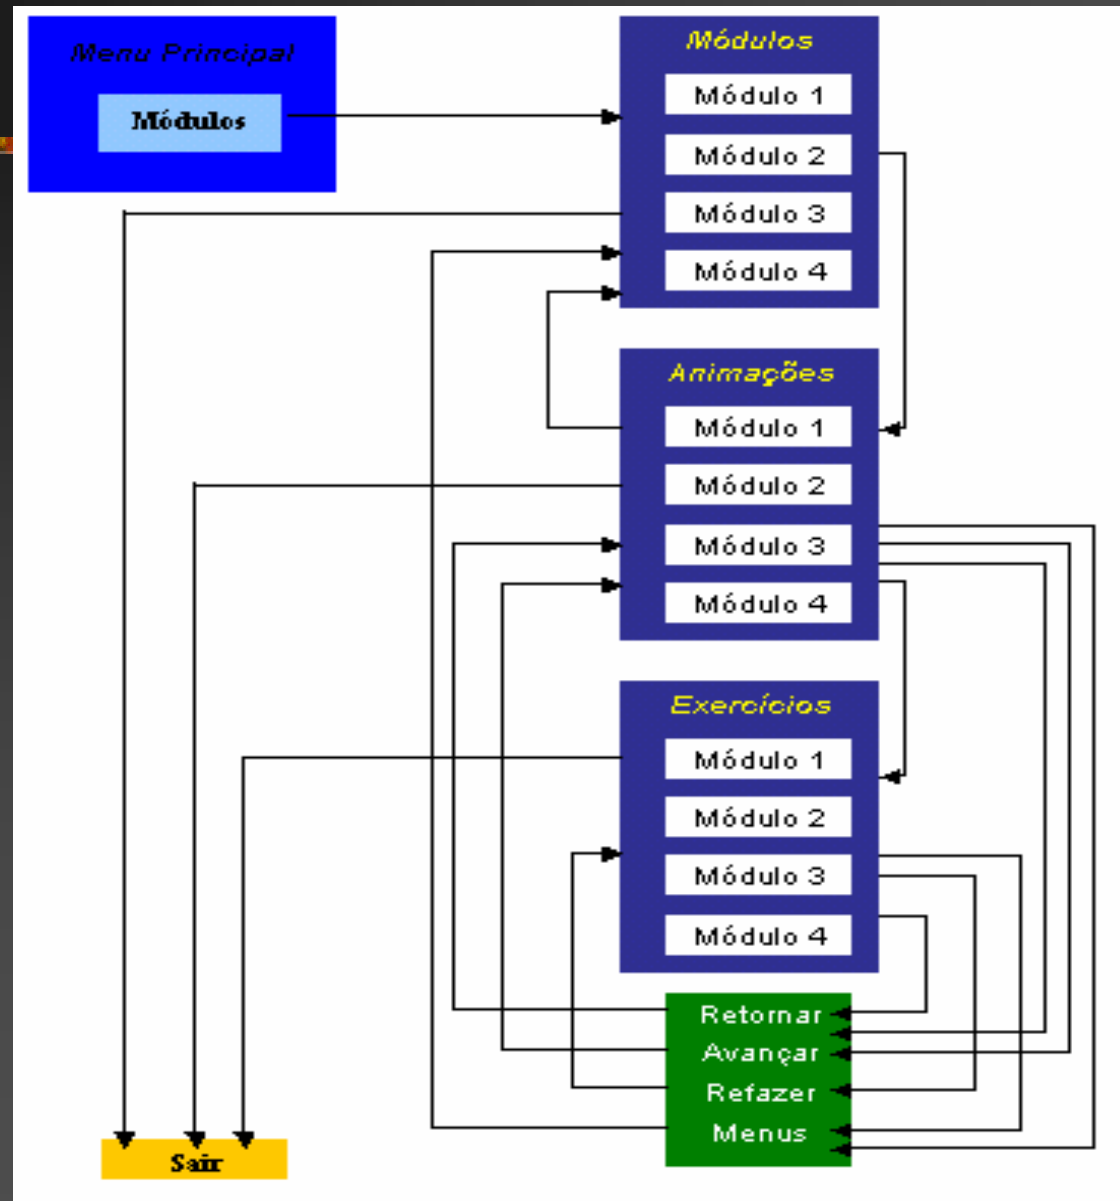 Menu Principal
Módulos
Módulos
Módulo 1
Módulo 2
Módulo 3
Módulo 4
Animações
Módulo 1
Módulo 2
Módulo 3
Módulo 4
Exercícios
Módulo 1
Módulo 2
Módulo 3
Módulo 4
Retornar
Avançar
Refazer
Menus
Sair